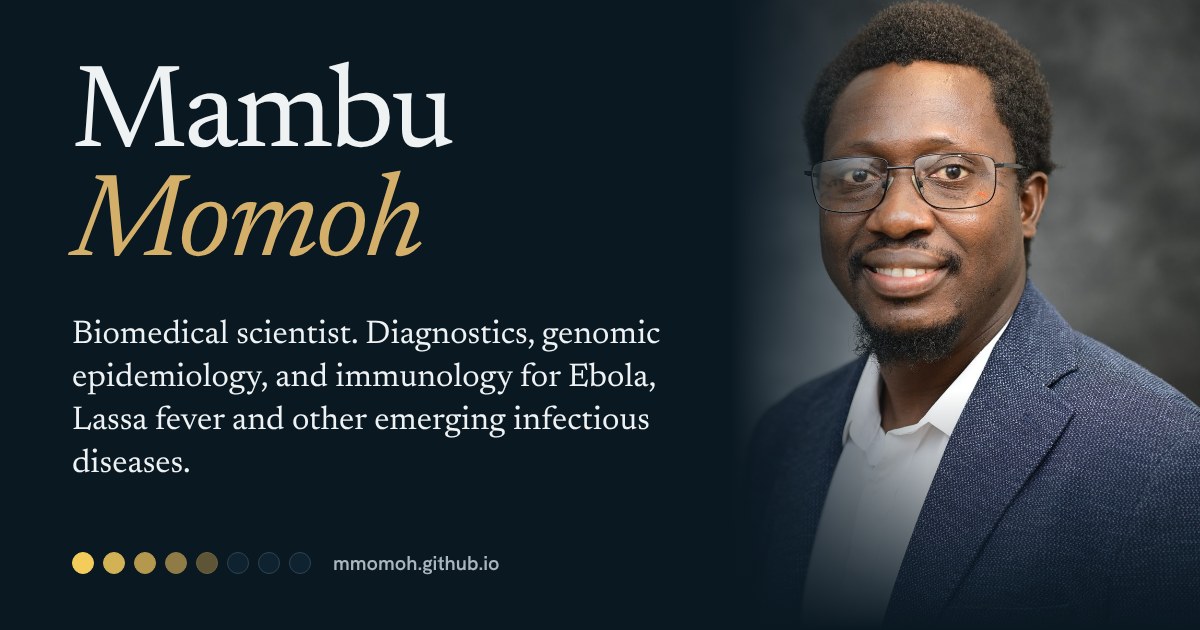 Mambu
Momoh
Biomedical scientist. Diagnostics, genomic
epidemiology, and immunology for Ebola,
Lassa fever and other emerging infectious
diseases.
mmomoh.github.io